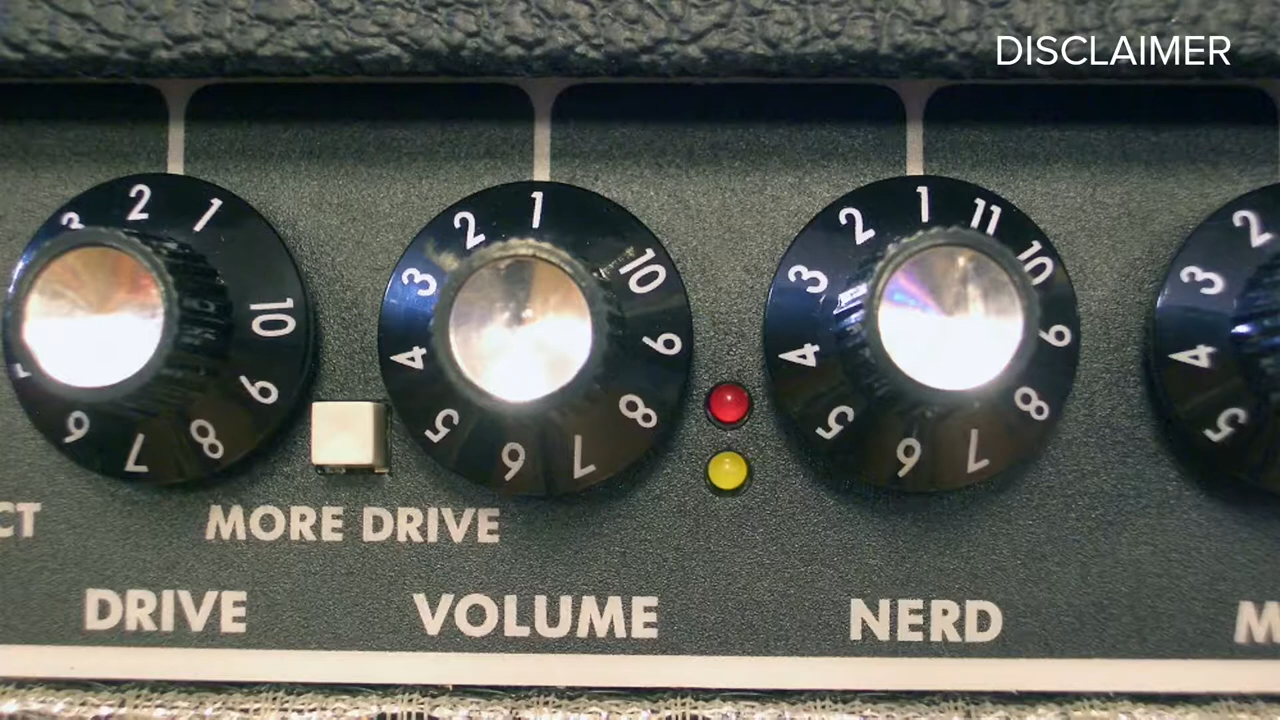 DISCLAIMER
2 1 10 9 8 7 6 3
1 10 9 8 7 6 5 4 3 2
1 11 10 9 8 7 6 5 4 3 2
2 3 4 5
CT
MORE DRIVE
DRIVE
VOLUME
NERD
M